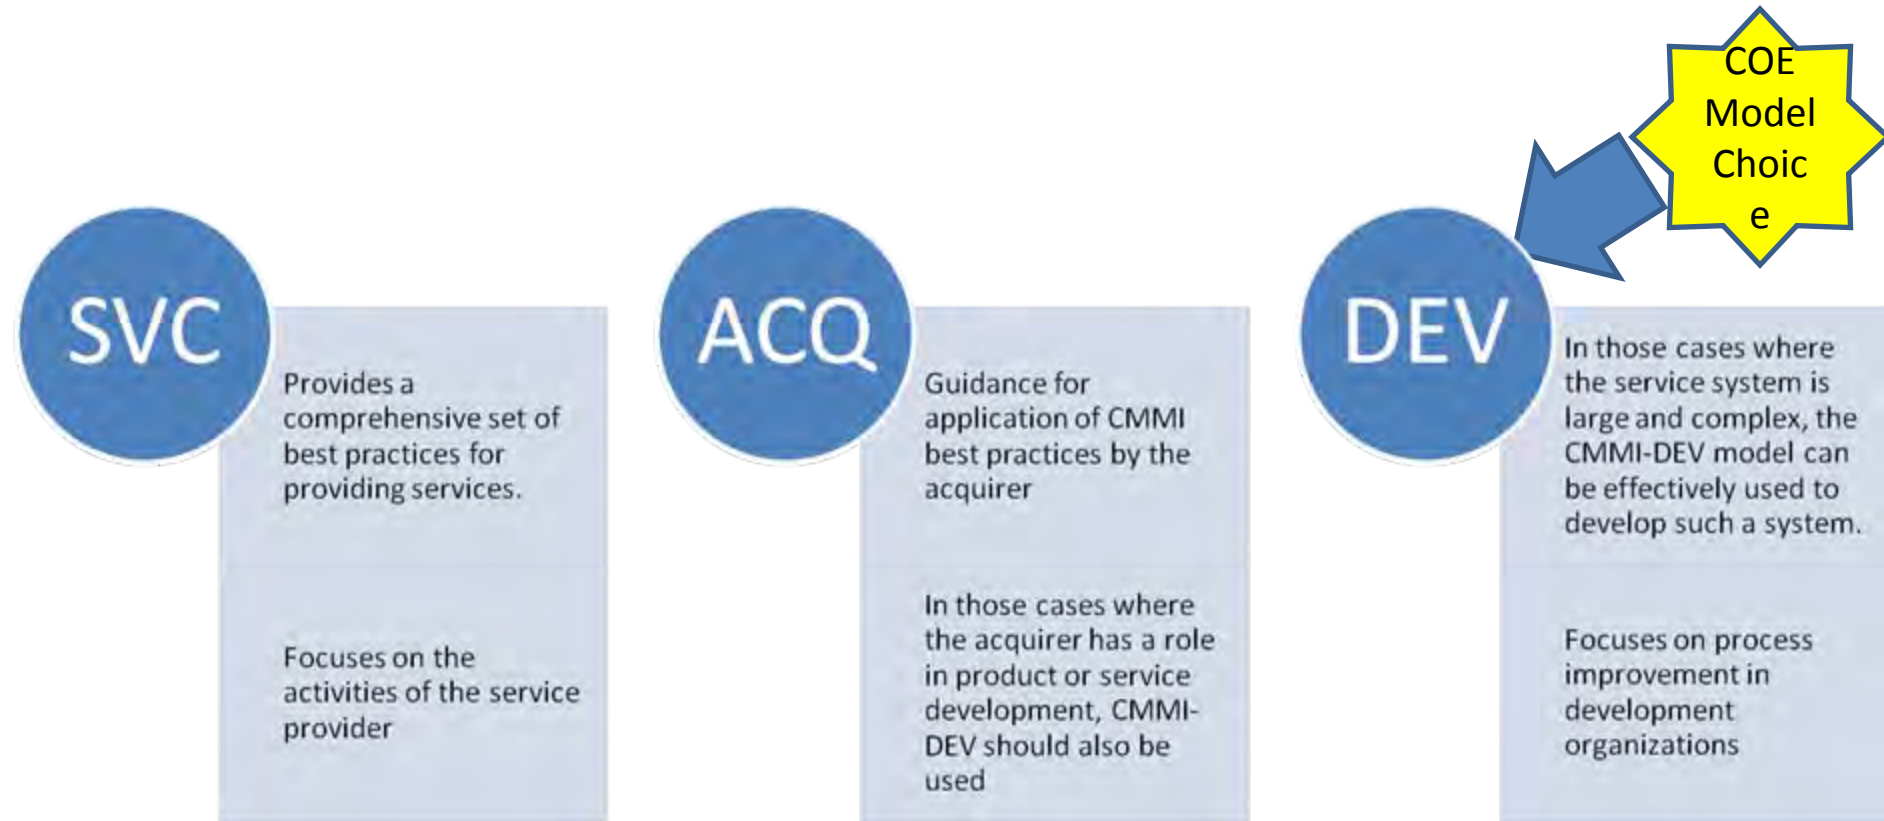 COE
Model
Choic
e
SVC
Provides a
comprehensive set of
best practices for
providing services.
Focuses on the
activities of the service
provider
ACQ
Guidance for
application of CMMI
best practices by the
acquirer
In those cases where
the acquirer has a role
in product or service
development, CMMI-
DEV should also be
used
DEV
In those cases where
the service system is
large and complex, the
CMMI-DEV model can
be effectively used to
develop such a system.
Focuses on process
improvement in
development
organizations